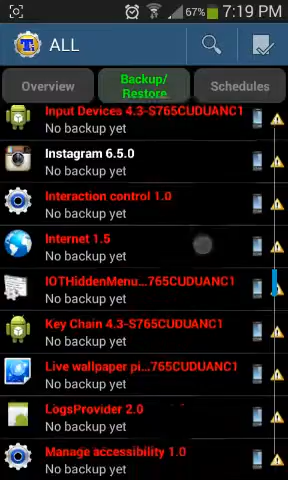 67% 7:19 PM
ALL
Overview
Backup/
Restore
Schedules
Input Devices 4.3-S765CUDUANC1
No backup yet
Instagram 6.5.0
No backup yet
Interaction control 1.0
No backup yet
Internet 1.5
No backup yet
IOTHiddenMenu...765CUDUANC1
No backup yet
Key Chain 4.3-S765CUDUANC1
No backup yet
Live wallpaper pi...765CUDUANC1
No backup yet
LogsProvider 2.0
No backup yet
Manage accessibility 1.0
No backup yet